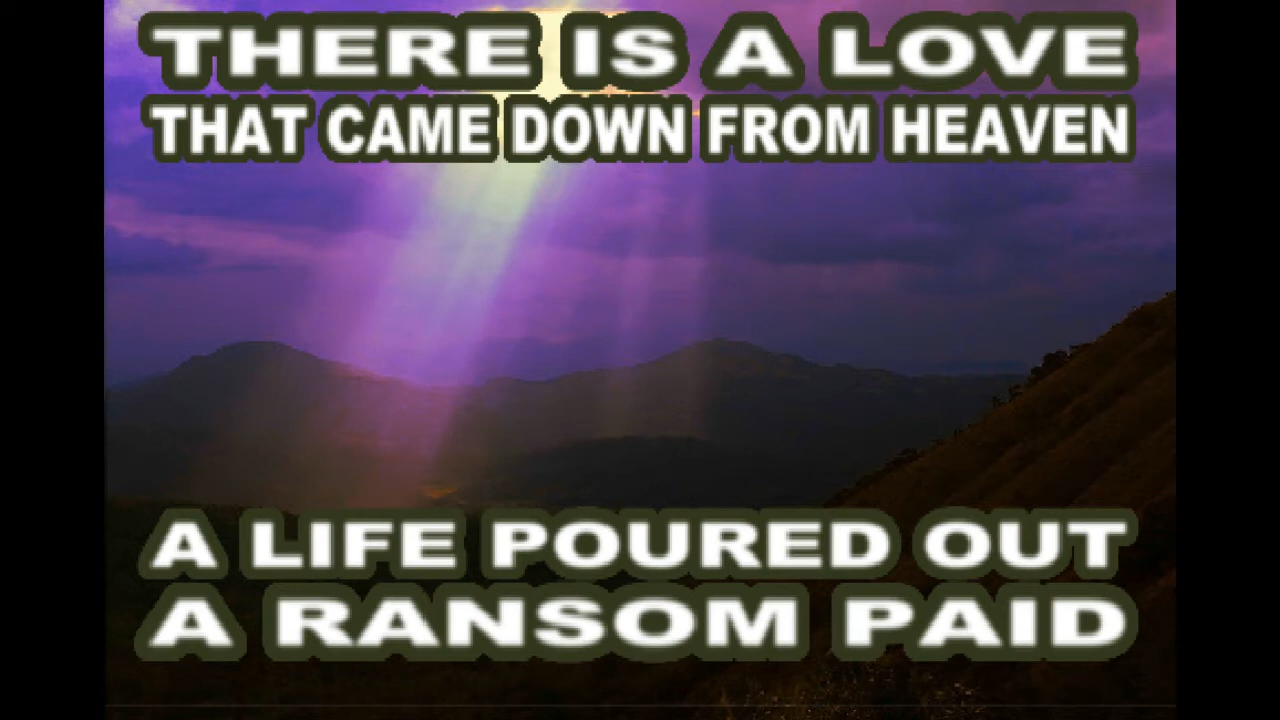 THERE IS A LOVE
THAT CAME DOWN FROM HEAVEN
A LIFE POURED OUT
A RANSOM PAID